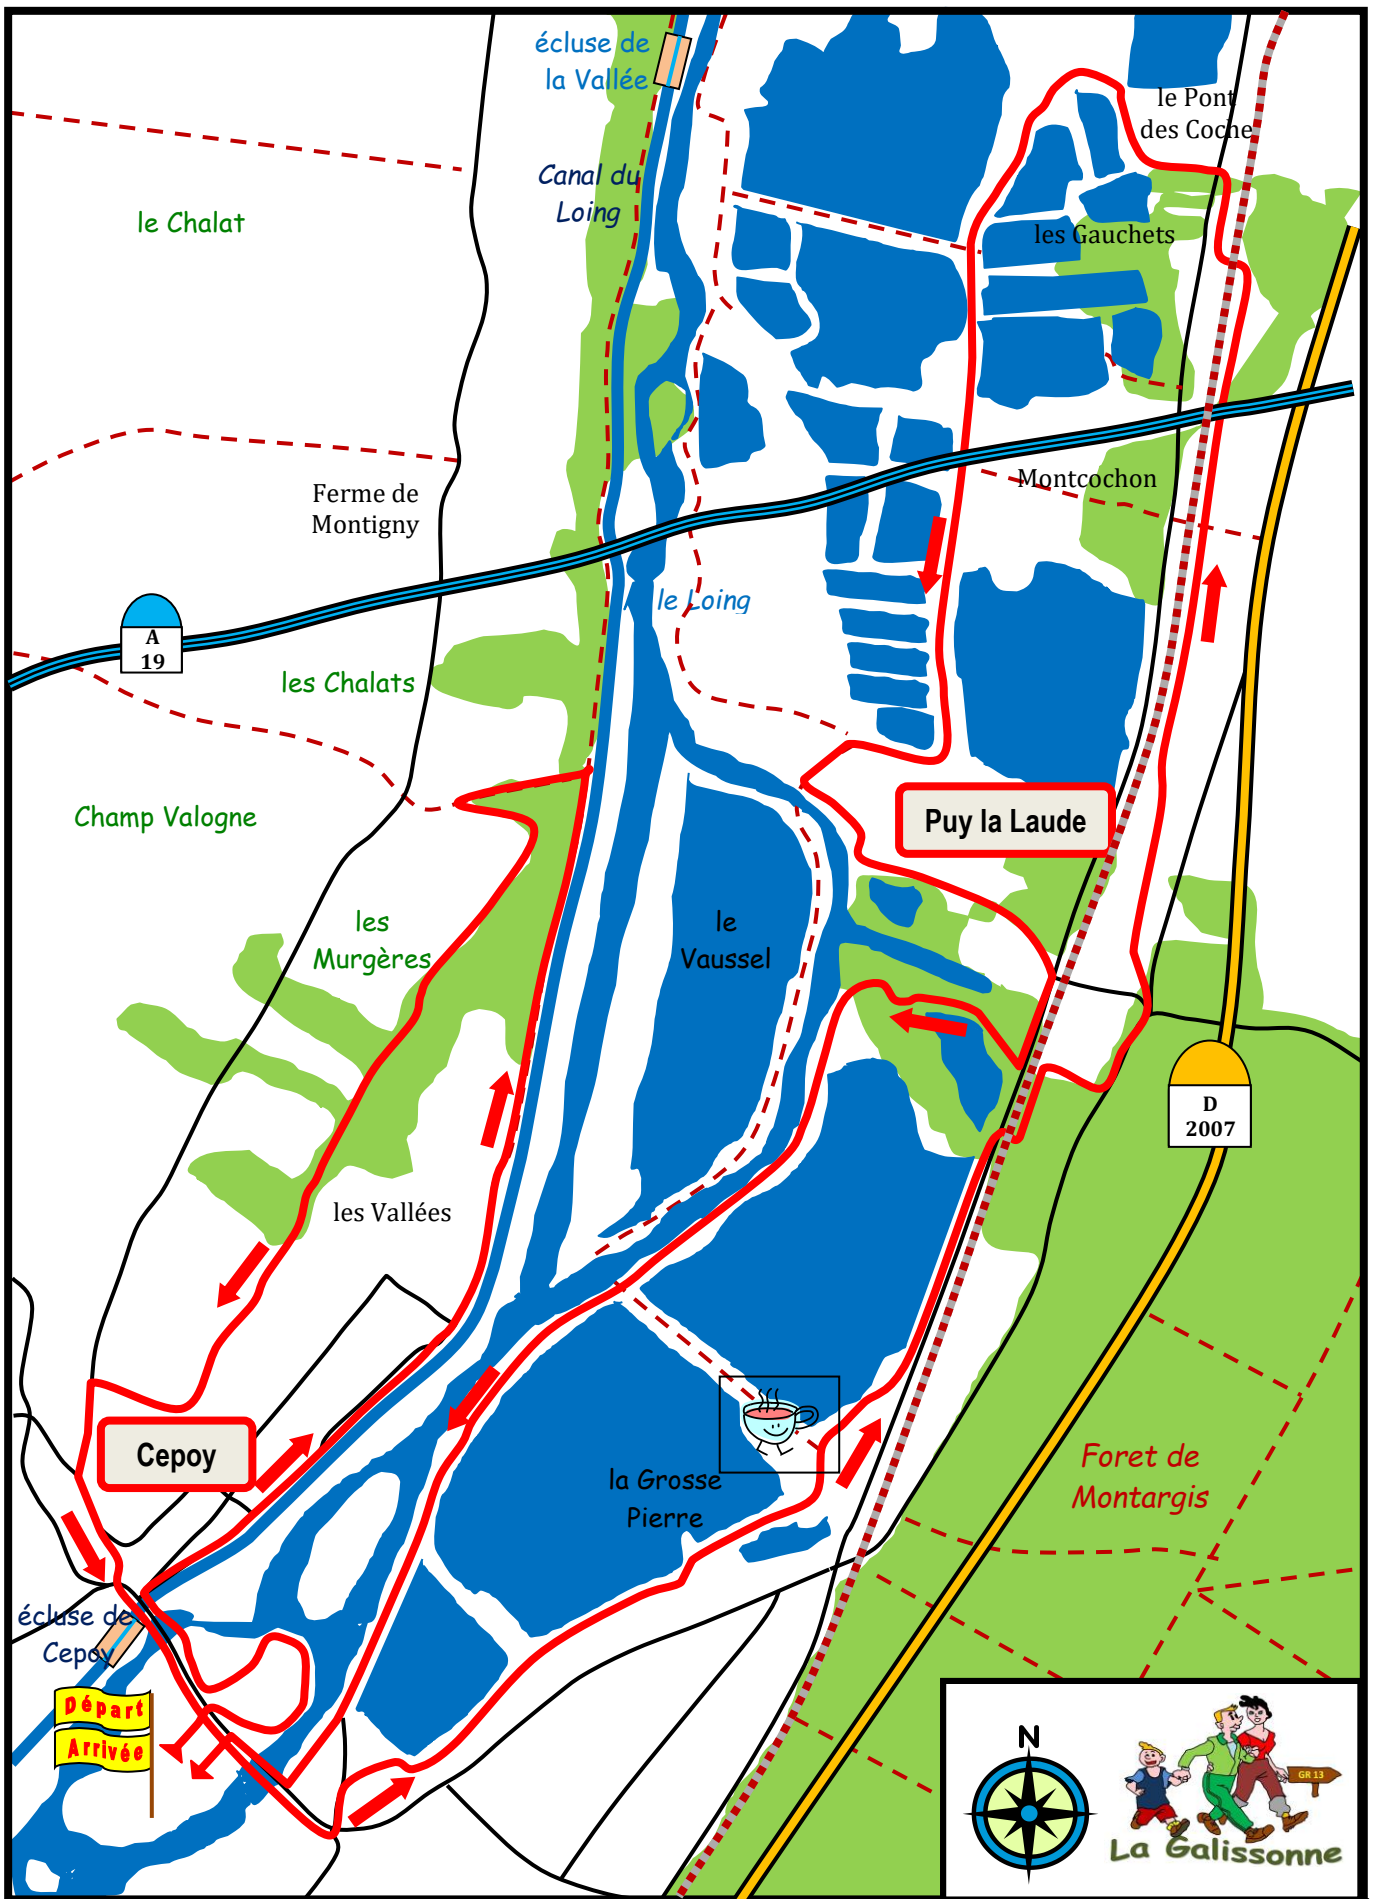 écluse de
la Vallée
le Pont
des Coche
Canal du
Loing
le Chalat
les Gauchets
Ferme de
Montigny
Montcochon
le Loing
A
19
les Chalats
Champ Valogne
Puy la Laude
les
Murgères
le
Vaussel
D
2007
les Vallées
Cepoy
la Grosse
Pierre
Foret de
Montargis
écluse de
Cepoy
Départ
Arrivée
N
GR 13
La Galissonne